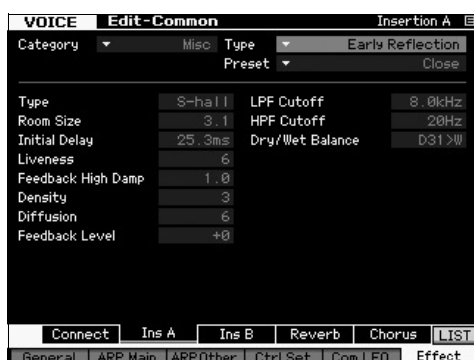 VOICE Edit-Common Insertion A
Category Misc Type Early Reflection
Preset Close
Type S-hall LPF Cutoff 8.0kHz
Room Size 3.1 HPF Cutoff 20Hz
Initial Delay 25.3ms Dry/Wet Balance D31>W
Liveness 6
Feedback High Damp 1.0
Density 3
Diffusion 6
Feedback Level +0
Connect Ins A Ins B Reverb Chorus LIST
General ARP Main ARP Other Ctrl Set Com LFO Effect